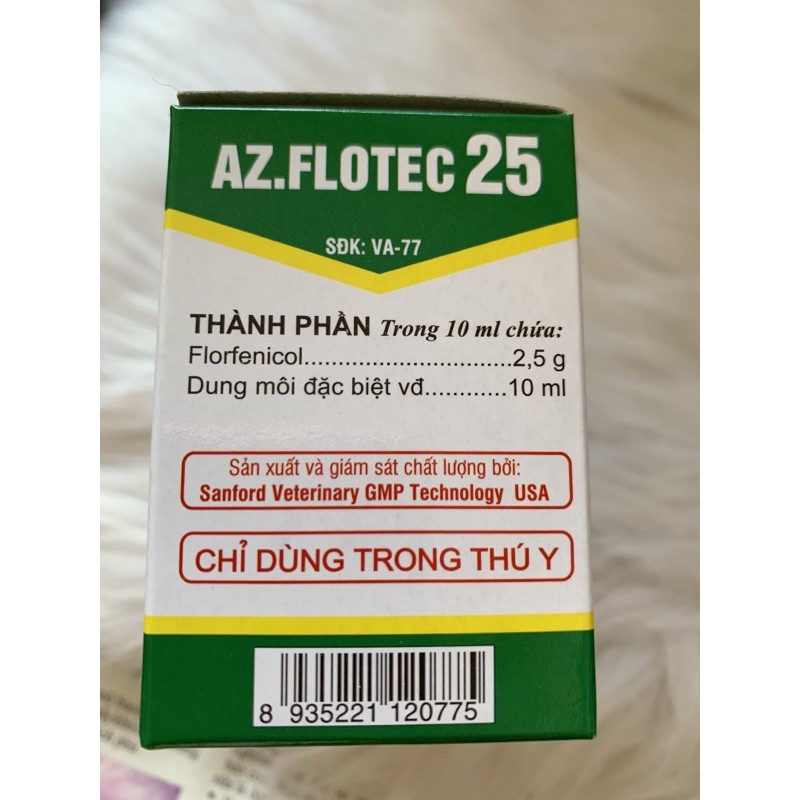 AZ.FLOTEC 25
SĐK: VA-77
THÀNH PHẦN Trong 10 ml chứa:
Florfenicol...............................2,5 g
Dung môi đặc biệt vđ............10 ml
Sản xuất và giám sát chất lượng bởi:
Sanford Veterinary GMP Technology USA
CHỈ DÙNG TRONG THÚ Y
8 935221 120775